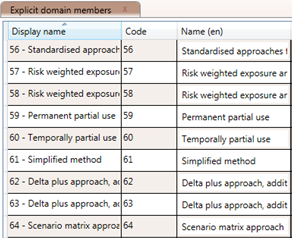 Explicit domain members x
Display name Code Name (en)
56 - Standardised approach 56 Standardised approaches
57 - Risk weighted exposure 57 Risk weighted exposure
58 - Risk weighted exposure 58 Risk weighted exposure
59 - Permanent partial use 59 Permanent partial use
60 - Temporally partial use 60 Temporally partial use
61 - Simplified method 61 Simplified method
62 - Delta plus approach, ac 62 Delta plus approach, addit
63 - Delta plus approach, ac 63 Delta plus approach, addit
64 - Scenario matrix approa 64 Scenario matrix approach